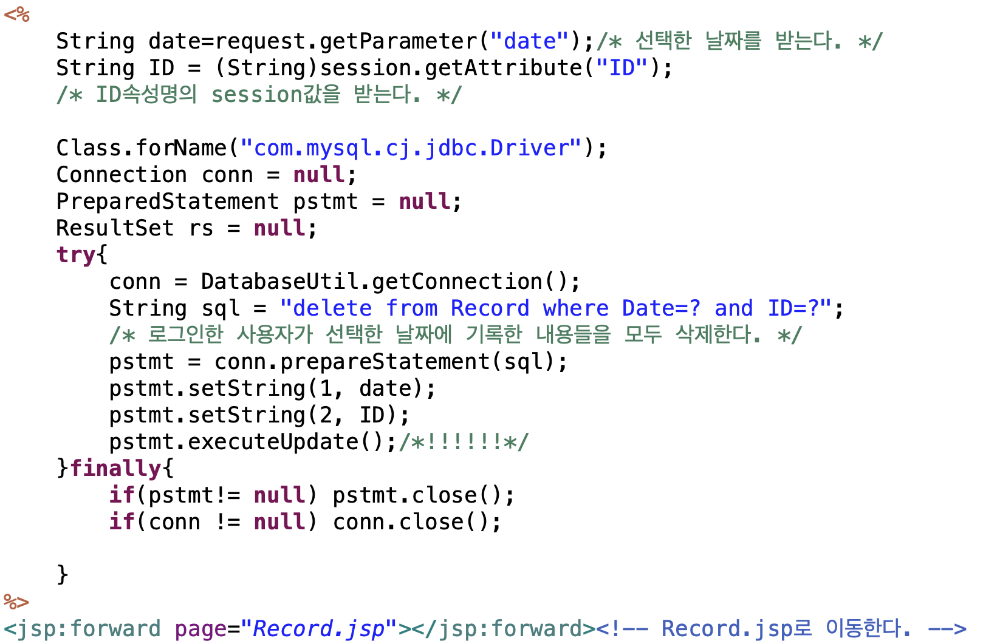 <%
String date=request.getParameter("date");/* 선택한 날짜를 받는다. */
String ID = (String)session.getAttribute("ID");
/* ID속성명의 session값을 받는다. */
Class.forName("com.mysql.cj.jdbc.Driver");
Connection conn = null;
PreparedStatement pstmt = null;
ResultSet rs = null;
try{
conn = DatabaseUtil.getConnection();
String sql = "delete from Record where Date=? and ID=?";
/* 로그인한 사용자가 선택한 날짜에 기록한 내용들을 모두 삭제한다. */
pstmt = conn.prepareStatement(sql);
pstmt.setString(1, date);
pstmt.setString(2, ID);
pstmt.executeUpdate();/*!!!!!!*/
}finally{
if(pstmt!= null) pstmt.close();
if(conn != null) conn.close();
}
%>
<jsp:forward page="Record.jsp"></jsp:forward><!-- Record.jsp로 이동한다. -->